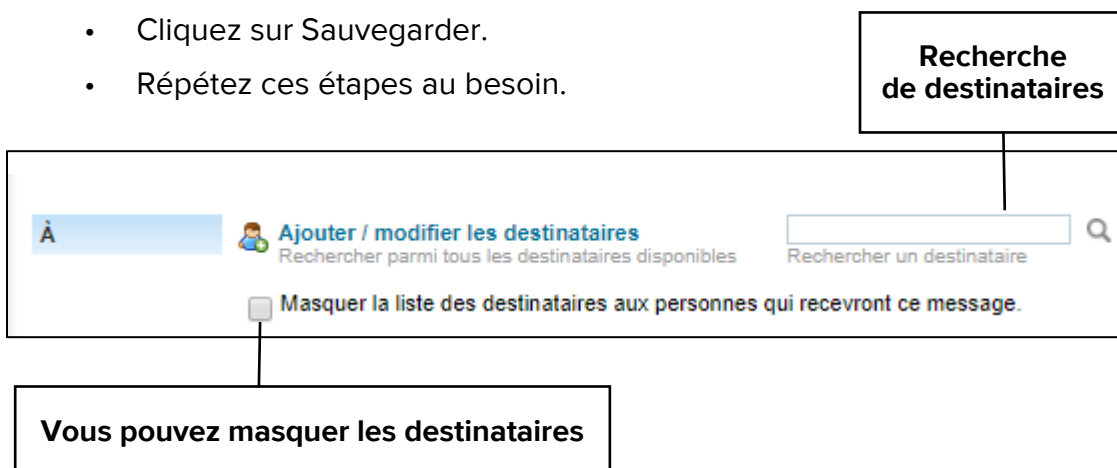 • Cliquez sur Sauvegarder.
• Répétez ces étapes au besoin.
Recherche
de destinataires
À
Ajouter / modifier les destinataires
Rechercher parmi tous les destinataires disponibles
Rechercher un destinataire
Masquer la liste des destinataires aux personnes qui recevront ce message.
Vous pouvez masquer les destinataires